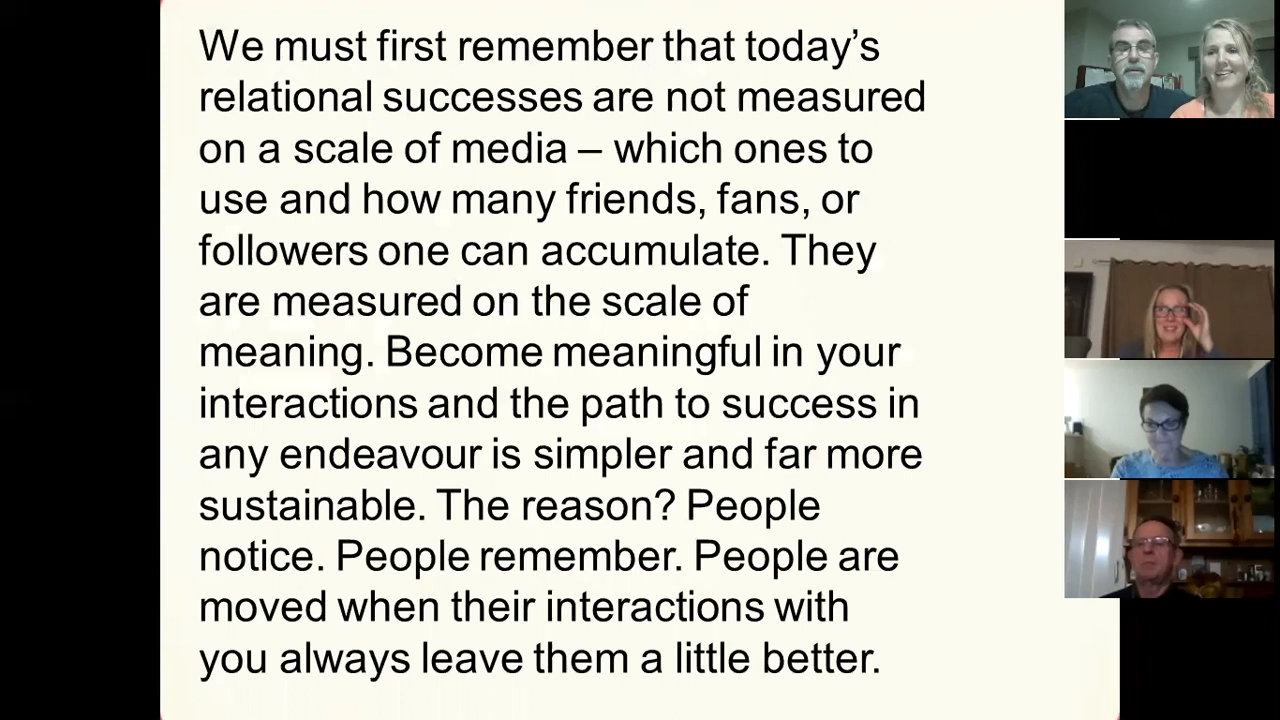 We must first remember that today’s
relational successes are not measured
on a scale of media – which ones to
use and how many friends, fans, or
followers one can accumulate. They
are measured on the scale of
meaning. Become meaningful in your
interactions and the path to success in
any endeavour is simpler and far more
sustainable. The reason? People
notice. People remember. People are
moved when their interactions with
you always leave them a little better.